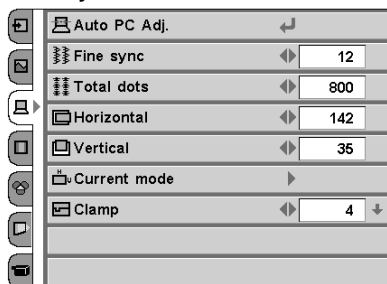 Auto PC Adj.
Fine sync 12
Total dots 800
Horizontal 142
Vertical 35
H Current mode
Clamp 4